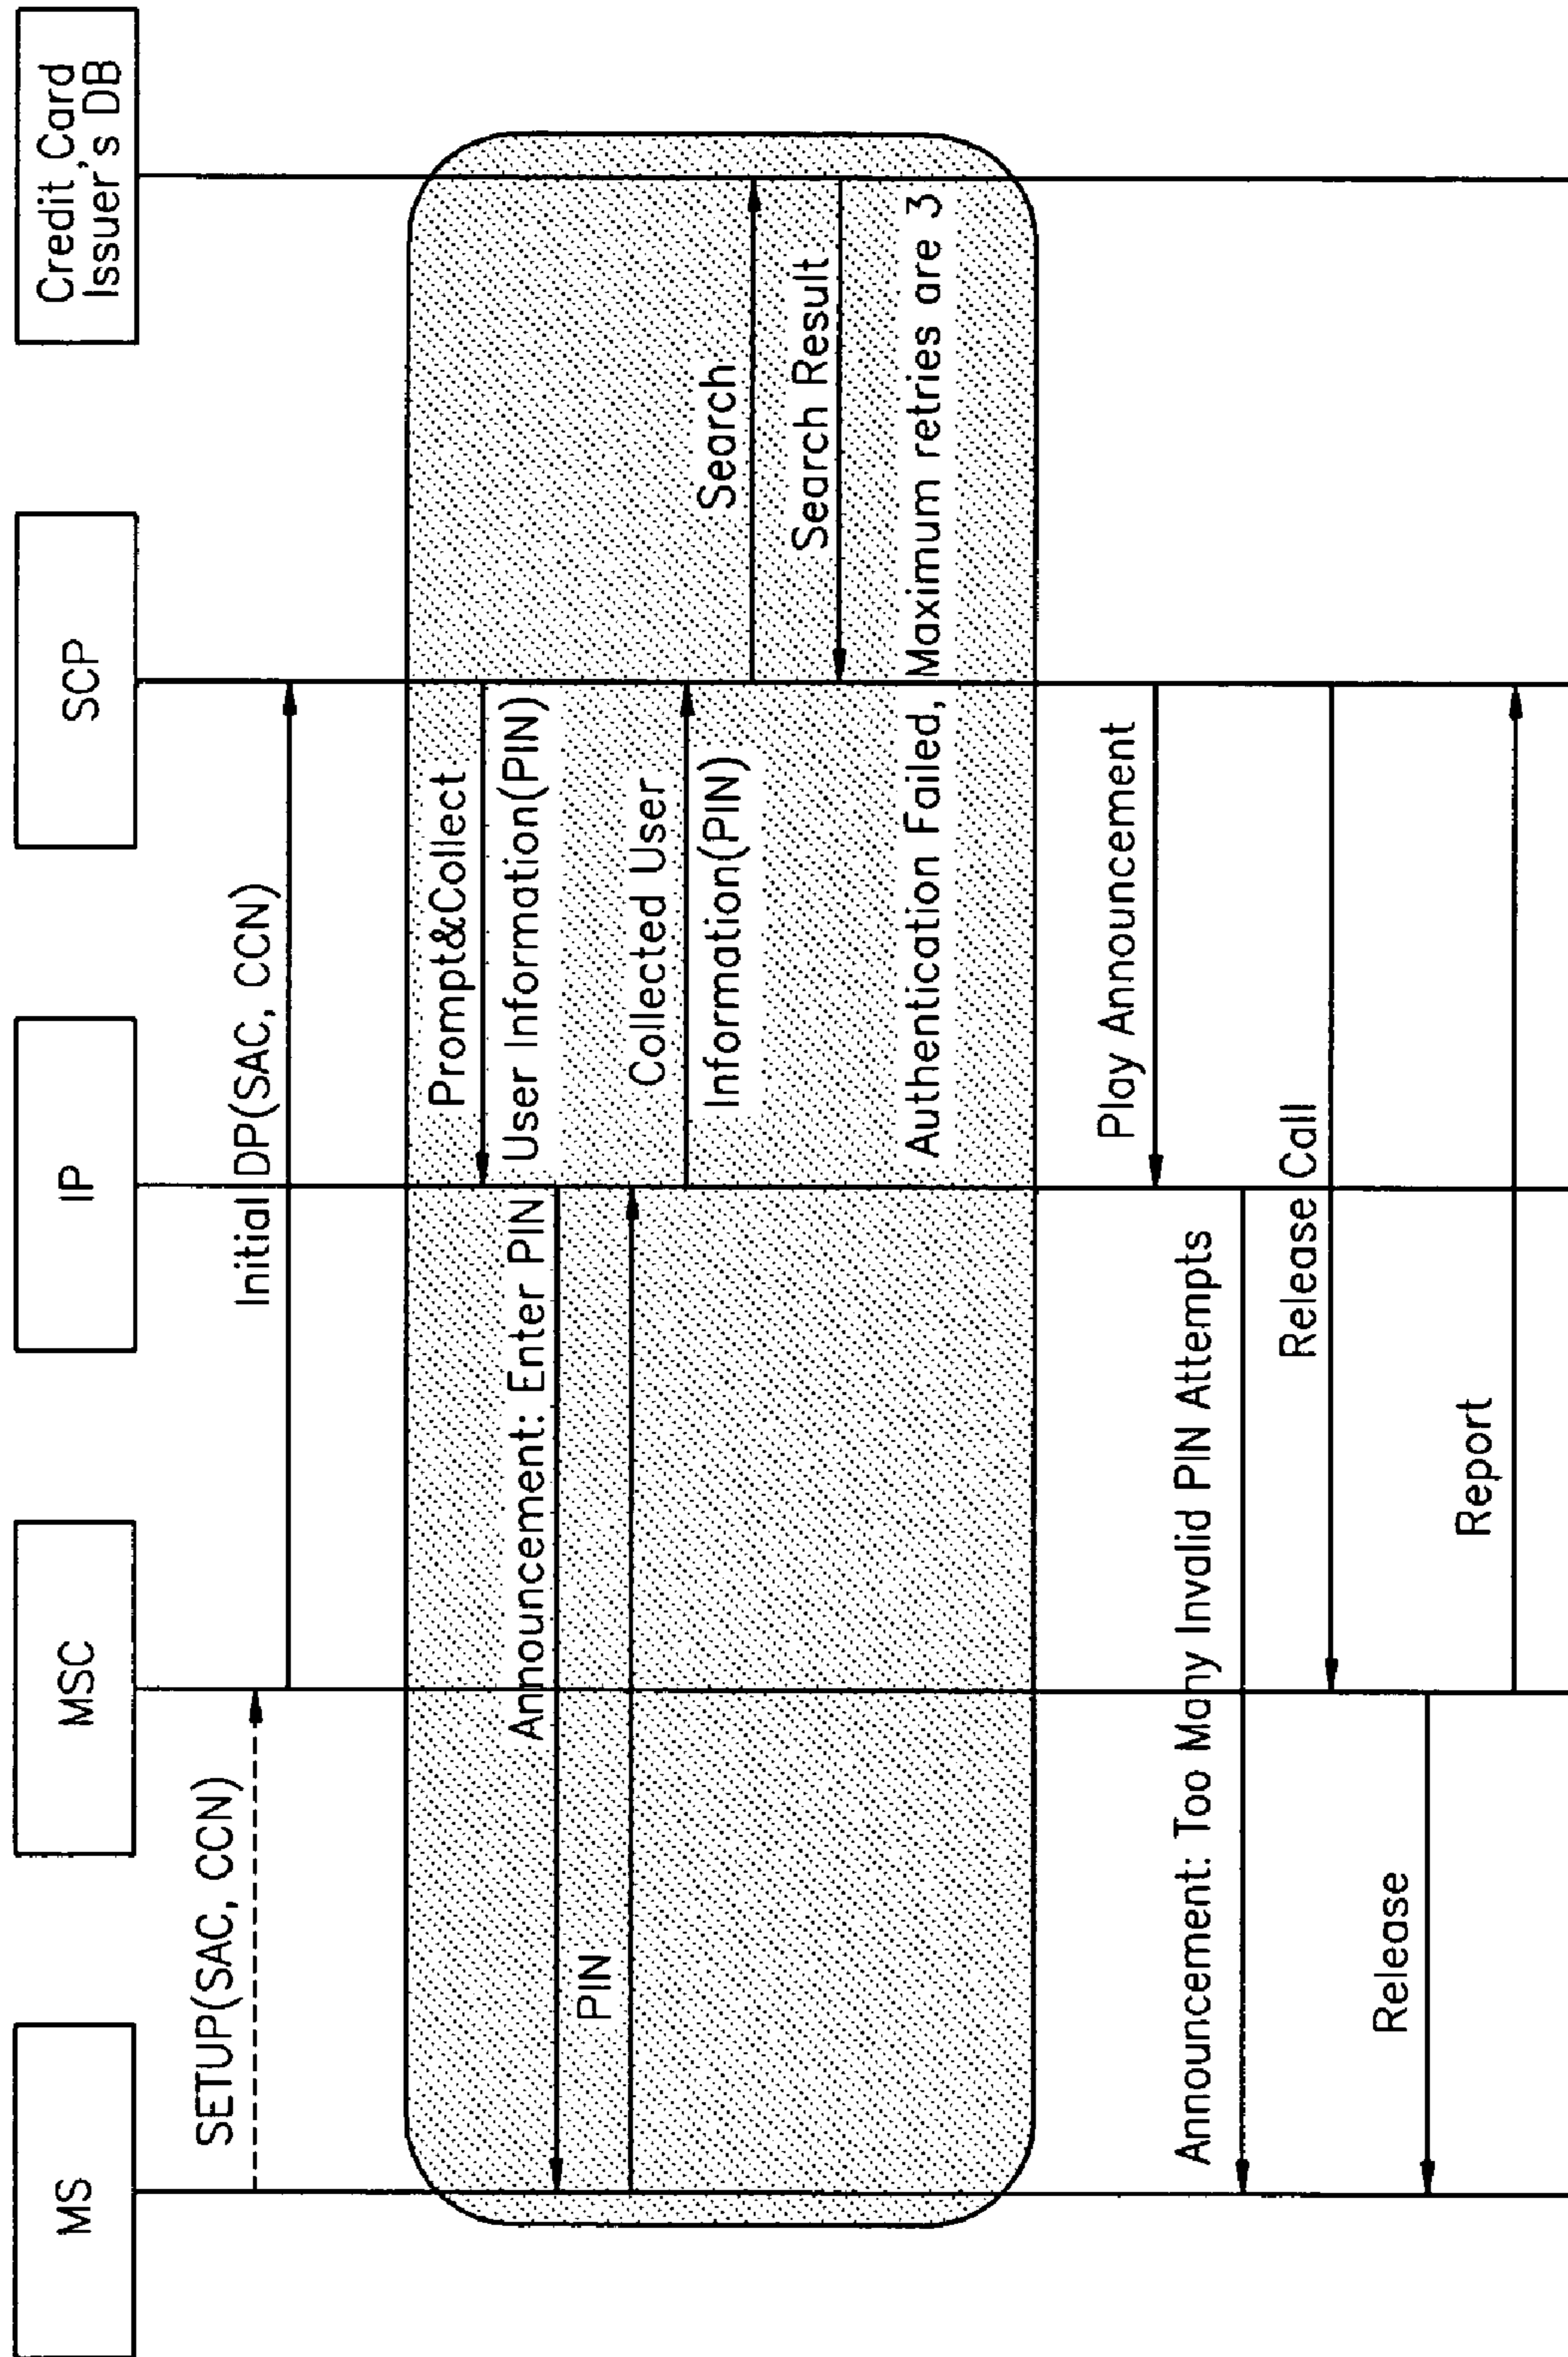 MS
MSC
IP
SCP
Credit Card
Issuer's DB
SETUP(SAC, CCN)
Initial DP(SAC, CCN)
Prompt&Collect
User Information(PIN)
Announcement: Enter PIN
PIN
Collected User
Information(PIN)
Search
Search Result
Authentication Failed, Maximum retries are 3
Play Announcement
Announcement: Too Many Invalid PIN Attempts
Release Call
Release
Report